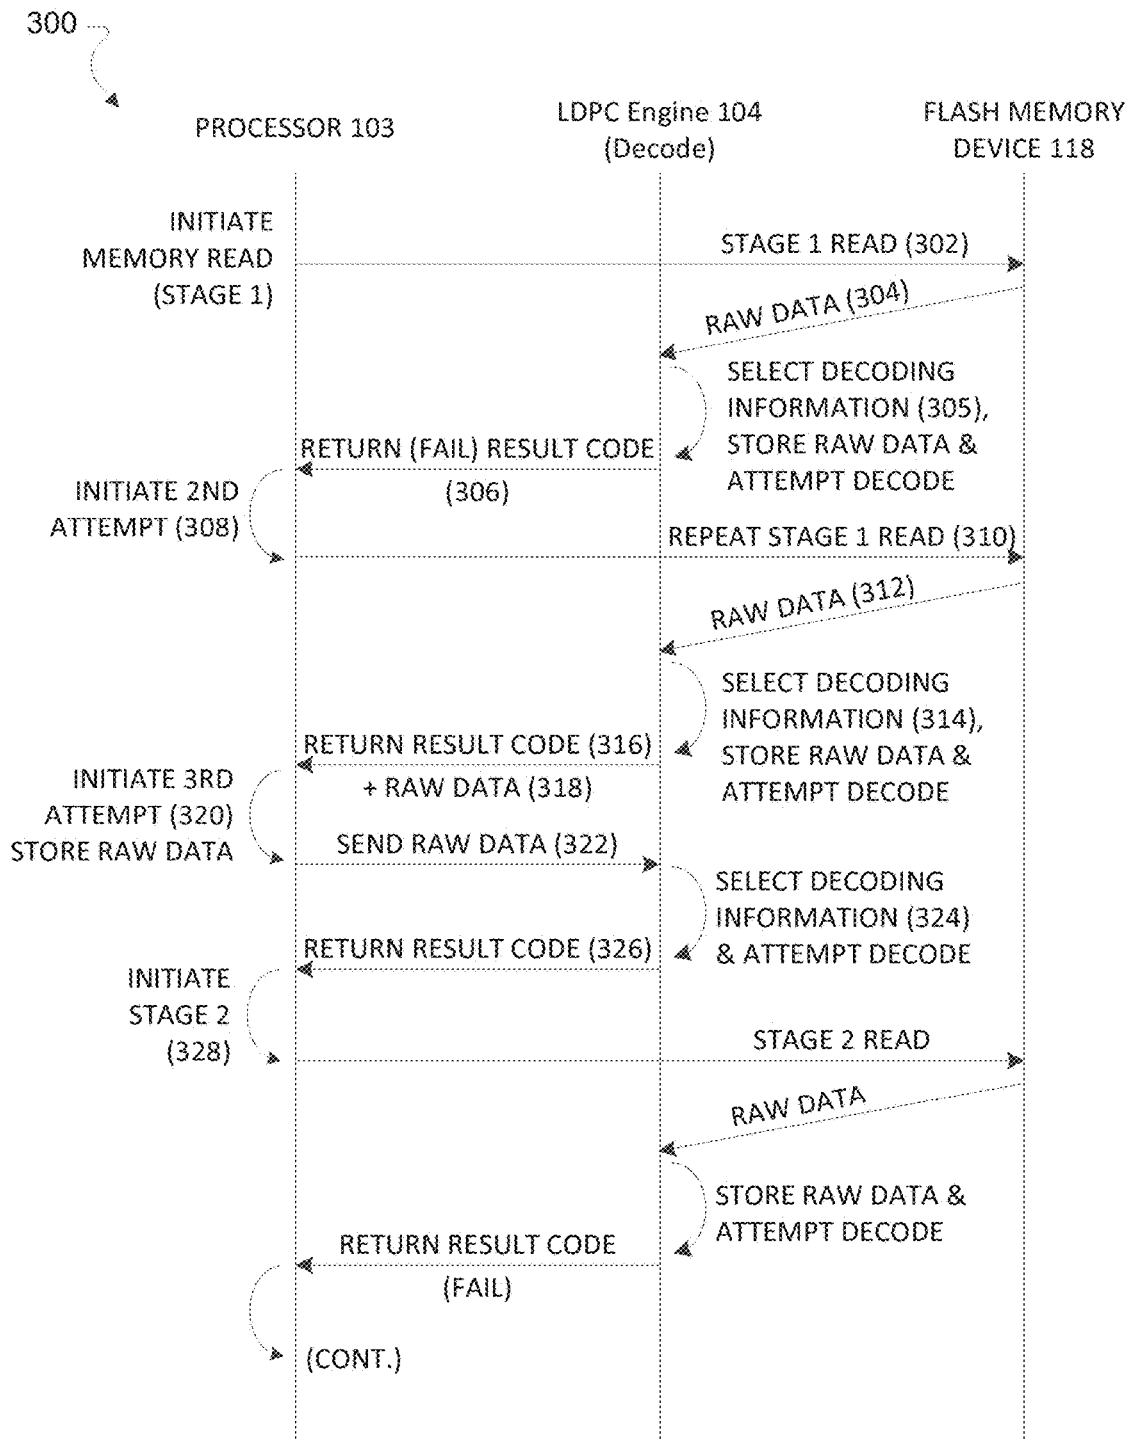 300
PROCESSOR 103
LDPC Engine 104
(Decode)
FLASH MEMORY
DEVICE 118
INITIATE
MEMORY READ
(STAGE 1)
STAGE 1 READ (302)
RAW DATA (304)
SELECT DECODING
INFORMATION (305),
STORE RAW DATA &
ATTEMPT DECODE
RETURN (FAIL) RESULT CODE
(306)
INITIATE 2ND
ATTEMPT (308)
REPEAT STAGE 1 READ (310)
RAW DATA (312)
SELECT DECODING
INFORMATION (314),
STORE RAW DATA &
ATTEMPT DECODE
RETURN RESULT CODE (316)
+ RAW DATA (318)
INITIATE 3RD
ATTEMPT (320)
STORE RAW DATA
SEND RAW DATA (322)
SELECT DECODING
INFORMATION (324)
& ATTEMPT DECODE
RETURN RESULT CODE (326)
INITIATE
STAGE 2
(328)
STAGE 2 READ
RAW DATA
STORE RAW DATA &
ATTEMPT DECODE
RETURN RESULT CODE
(FAIL)
(CONT.)